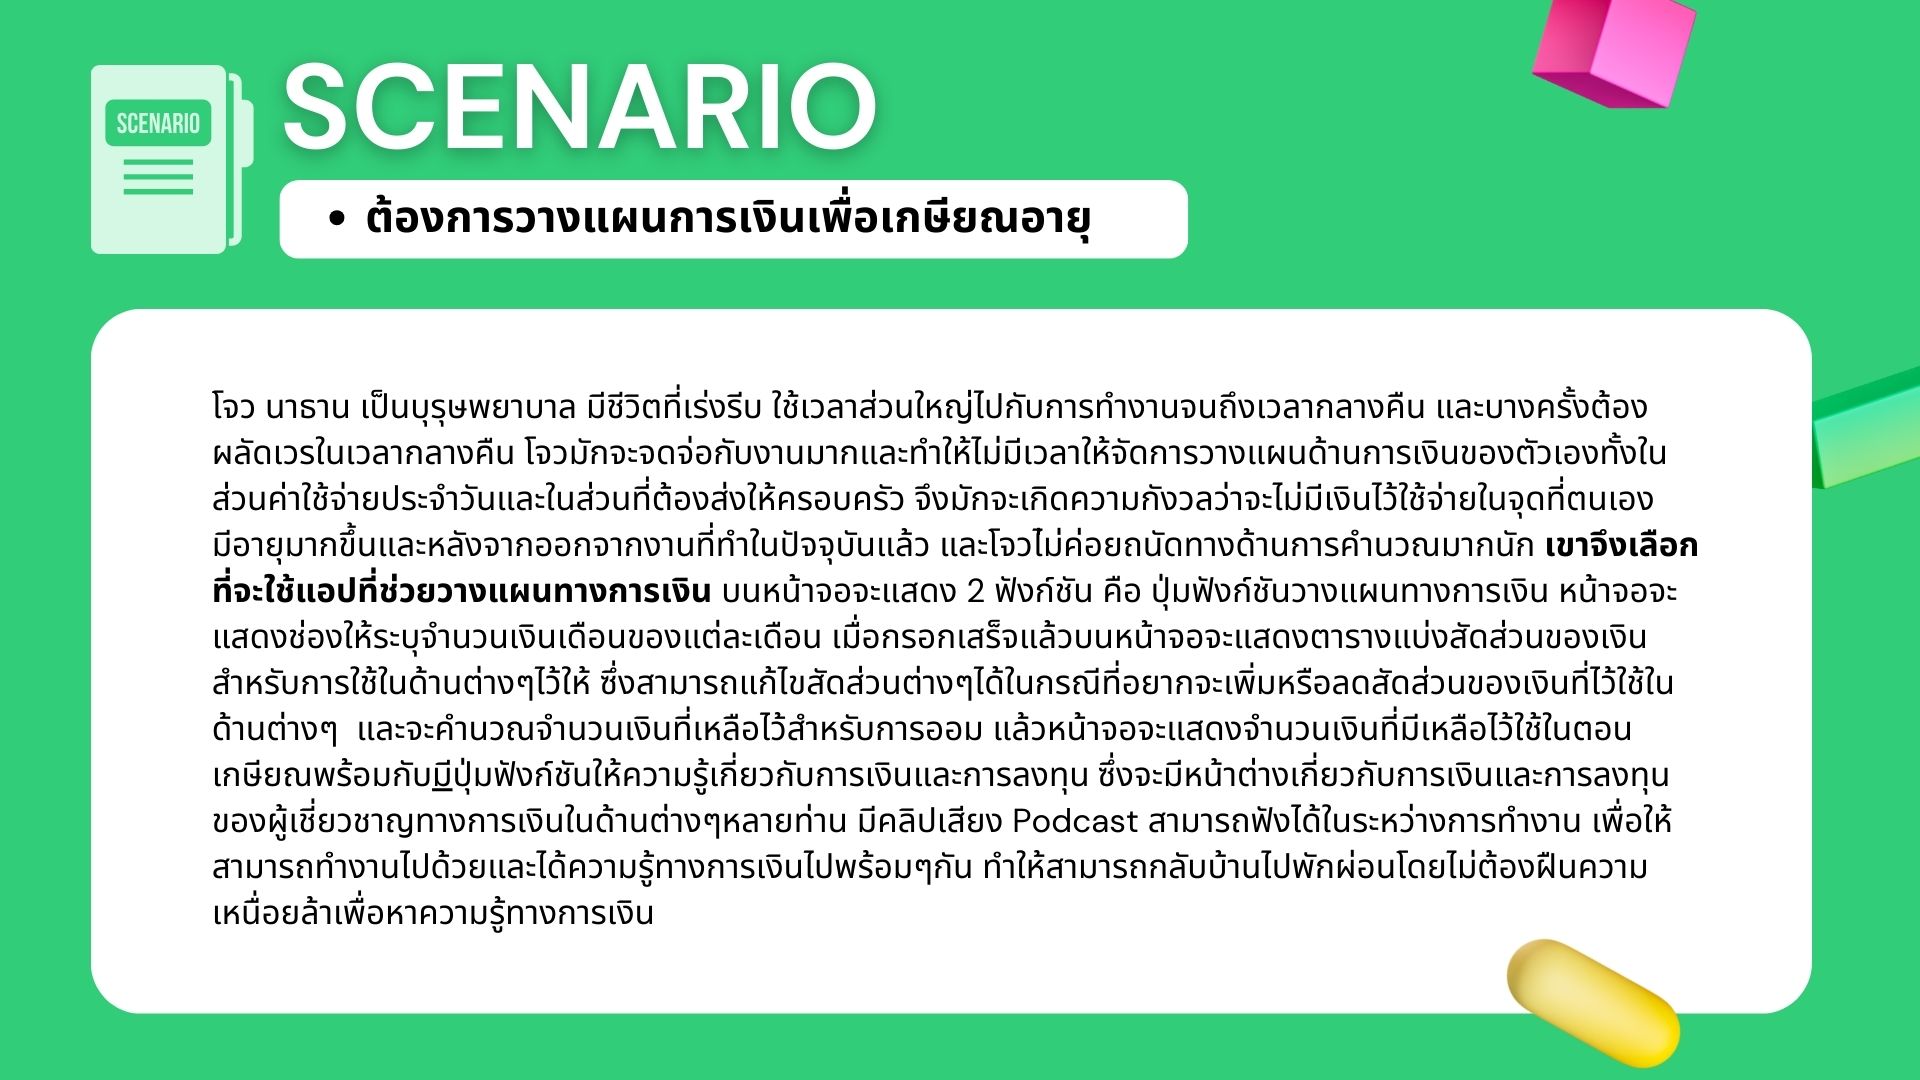 SCENARIO
SCENARIO
• ต้องการวางแผนการเงินเพื่อเกษียณอายุ
โจว นาธาน เป็นบุรุษพยาบาล มีชีวิตที่เร่งรีบ ใช้เวลาส่วนใหญ่ไปกับการทำงานจนถึงเวลากลางคืน และบางครั้งต้อง
ผลัดเวรในเวลากลางคืน โจวมักจะจดจ่อกับงานมากและทำให้ไม่มีเวลาให้จัดการวางแผนด้านการเงินของตัวเองทั้งใน
ส่วนค่าใช้จ่ายประจำวันและในส่วนที่ต้องส่งให้ครอบครัว จึงมักจะเกิดความกังวลว่าจะไม่มีเงินไว้ใช้จ่ายในจุดที่ตนเอง
มีอายุมากขึ้นและหลังจากออกจากงานที่ทำในปัจจุบันแล้ว และโจวไม่ค่อยถนัดทางด้านการคำนวณมากนัก เขาจึงเลือก
ที่จะใช้แอปที่ช่วยวางแผนทางการเงิน บนหน้าจอจะแสดง 2 ฟังก์ชัน คือ ปุ่มฟังก์ชันวางแผนทางการเงิน หน้าจอจะ
แสดงช่องให้ระบุจำนวนเงินเดือนของแต่ละเดือน เมื่อกรอกเสร็จแล้วบนหน้าจอจะแสดงตารางแบ่งสัดส่วนของเงิน
สำหรับการใช้ในด้านต่างๆไว้ให้ ซึ่งสามารถแก้ไขสัดส่วนต่างๆได้ในกรณีที่อยากจะเพิ่มหรือลดสัดส่วนของเงินที่ไว้ใช้ใน
ด้านต่างๆ  และจะคำนวณจำนวนเงินที่เหลือไว้สำหรับการออม แล้วหน้าจอจะแสดงจำนวนเงินที่มีเหลือไว้ใช้ในตอน
เกษียณพร้อมกับมีปุ่มฟังก์ชันให้ความรู้เกี่ยวกับการเงินและการลงทุน ซึ่งจะมีหน้าต่างเกี่ยวกับการเงินและการลงทุน
ของผู้เชี่ยวชาญทางการเงินในด้านต่างๆหลายท่าน มีคลิปเสียง Podcast สามารถฟังได้ในระหว่างการทำงาน เพื่อให้
สามารถทำงานไปด้วยและได้ความรู้ทางการเงินไปพร้อมๆกัน ทำให้สามารถกลับบ้านไปพักผ่อนโดยไม่ต้องฝืนความ
เหนื่อยล้าเพื่อหาความรู้ทางการเงิน